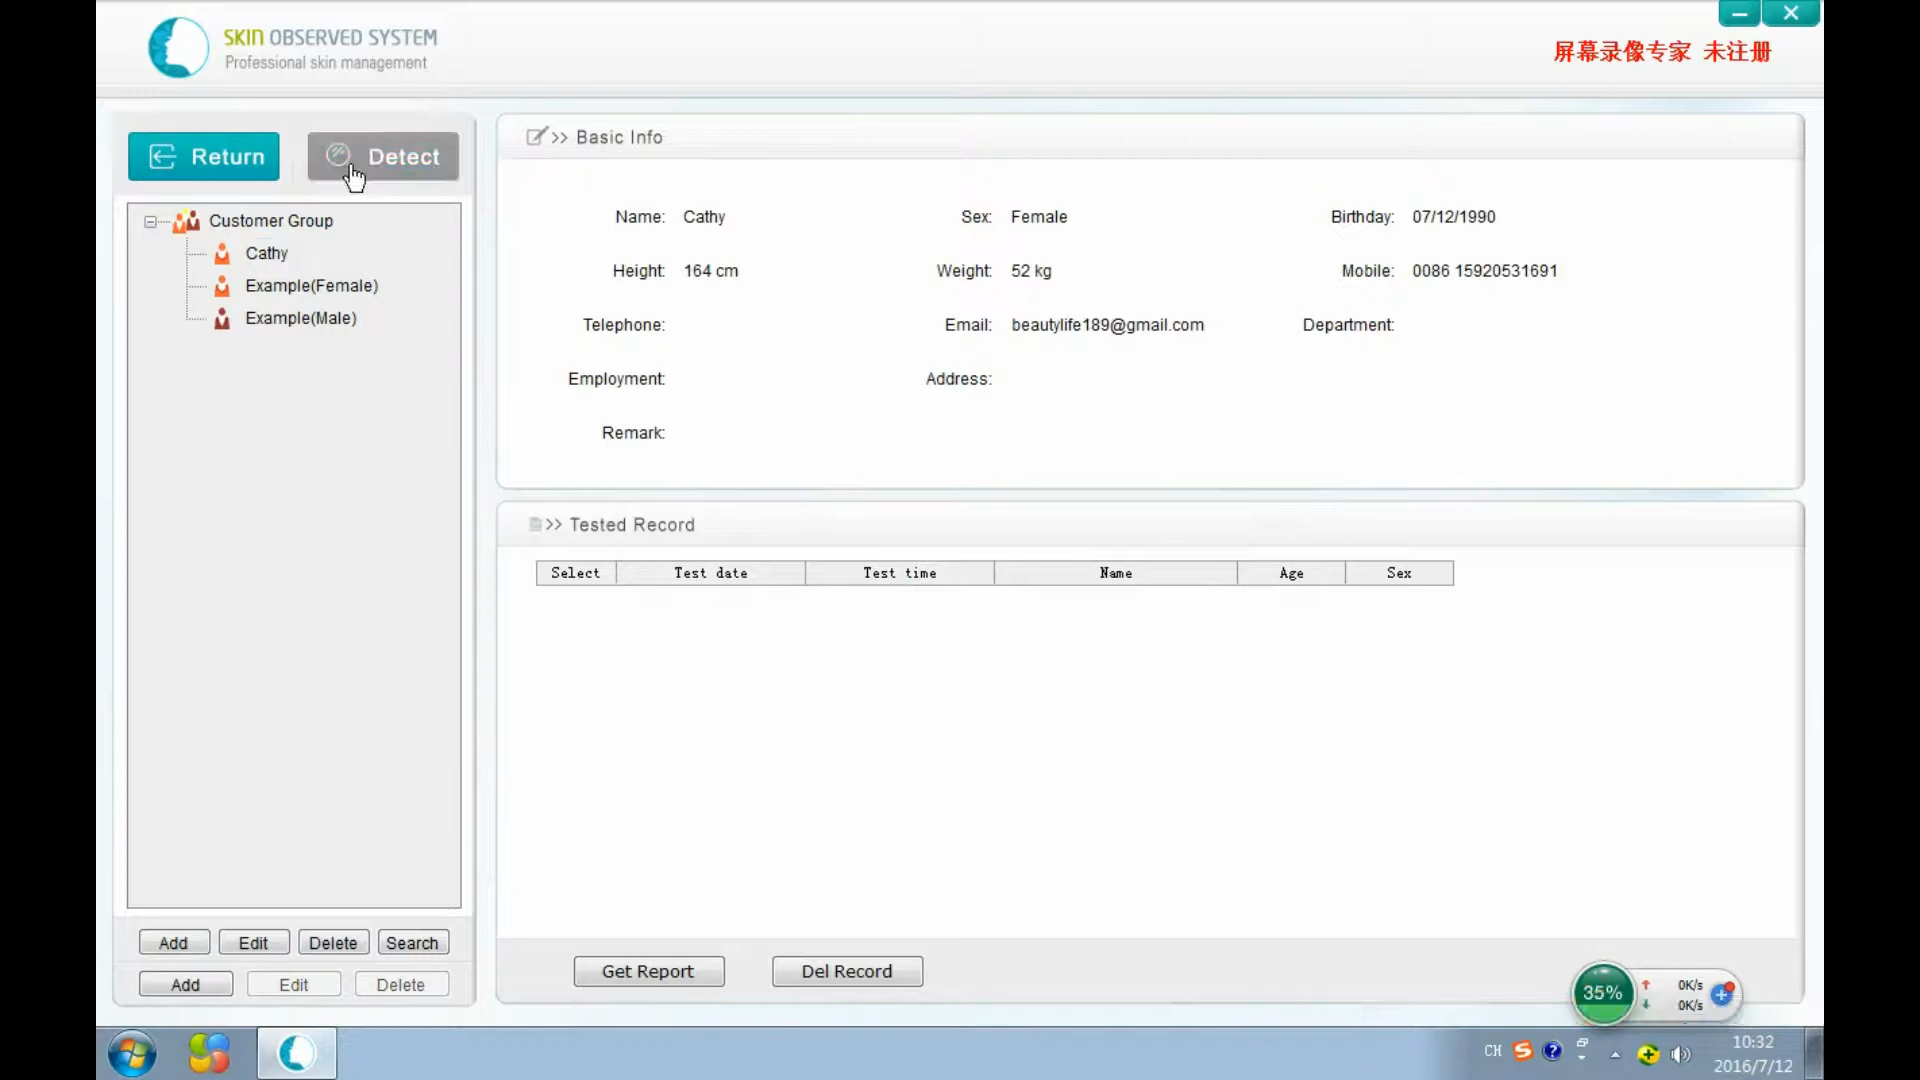 SKIN OBSERVED SYSTEM
Professional skin management
屏幕录像专家 未注册
Return
Detect
Customer Group
Cathy
Example(Female)
Example(Male)
Add Edit Delete Search
Add Edit Delete
>> Basic Info
Name: Cathy Sex: Female Birthday: 07/12/1990
Height: 164 cm Weight: 52 kg Mobile: 0086 15920531691
Telephone: Email: beautylife189@gmail.com Department:
Employment: Address:
Remark:
>> Tested Record
Select Test date Test time Name Age Sex
Get Report Del Record
35% 0K/s
0K/s
CH
10:32
2016/7/12